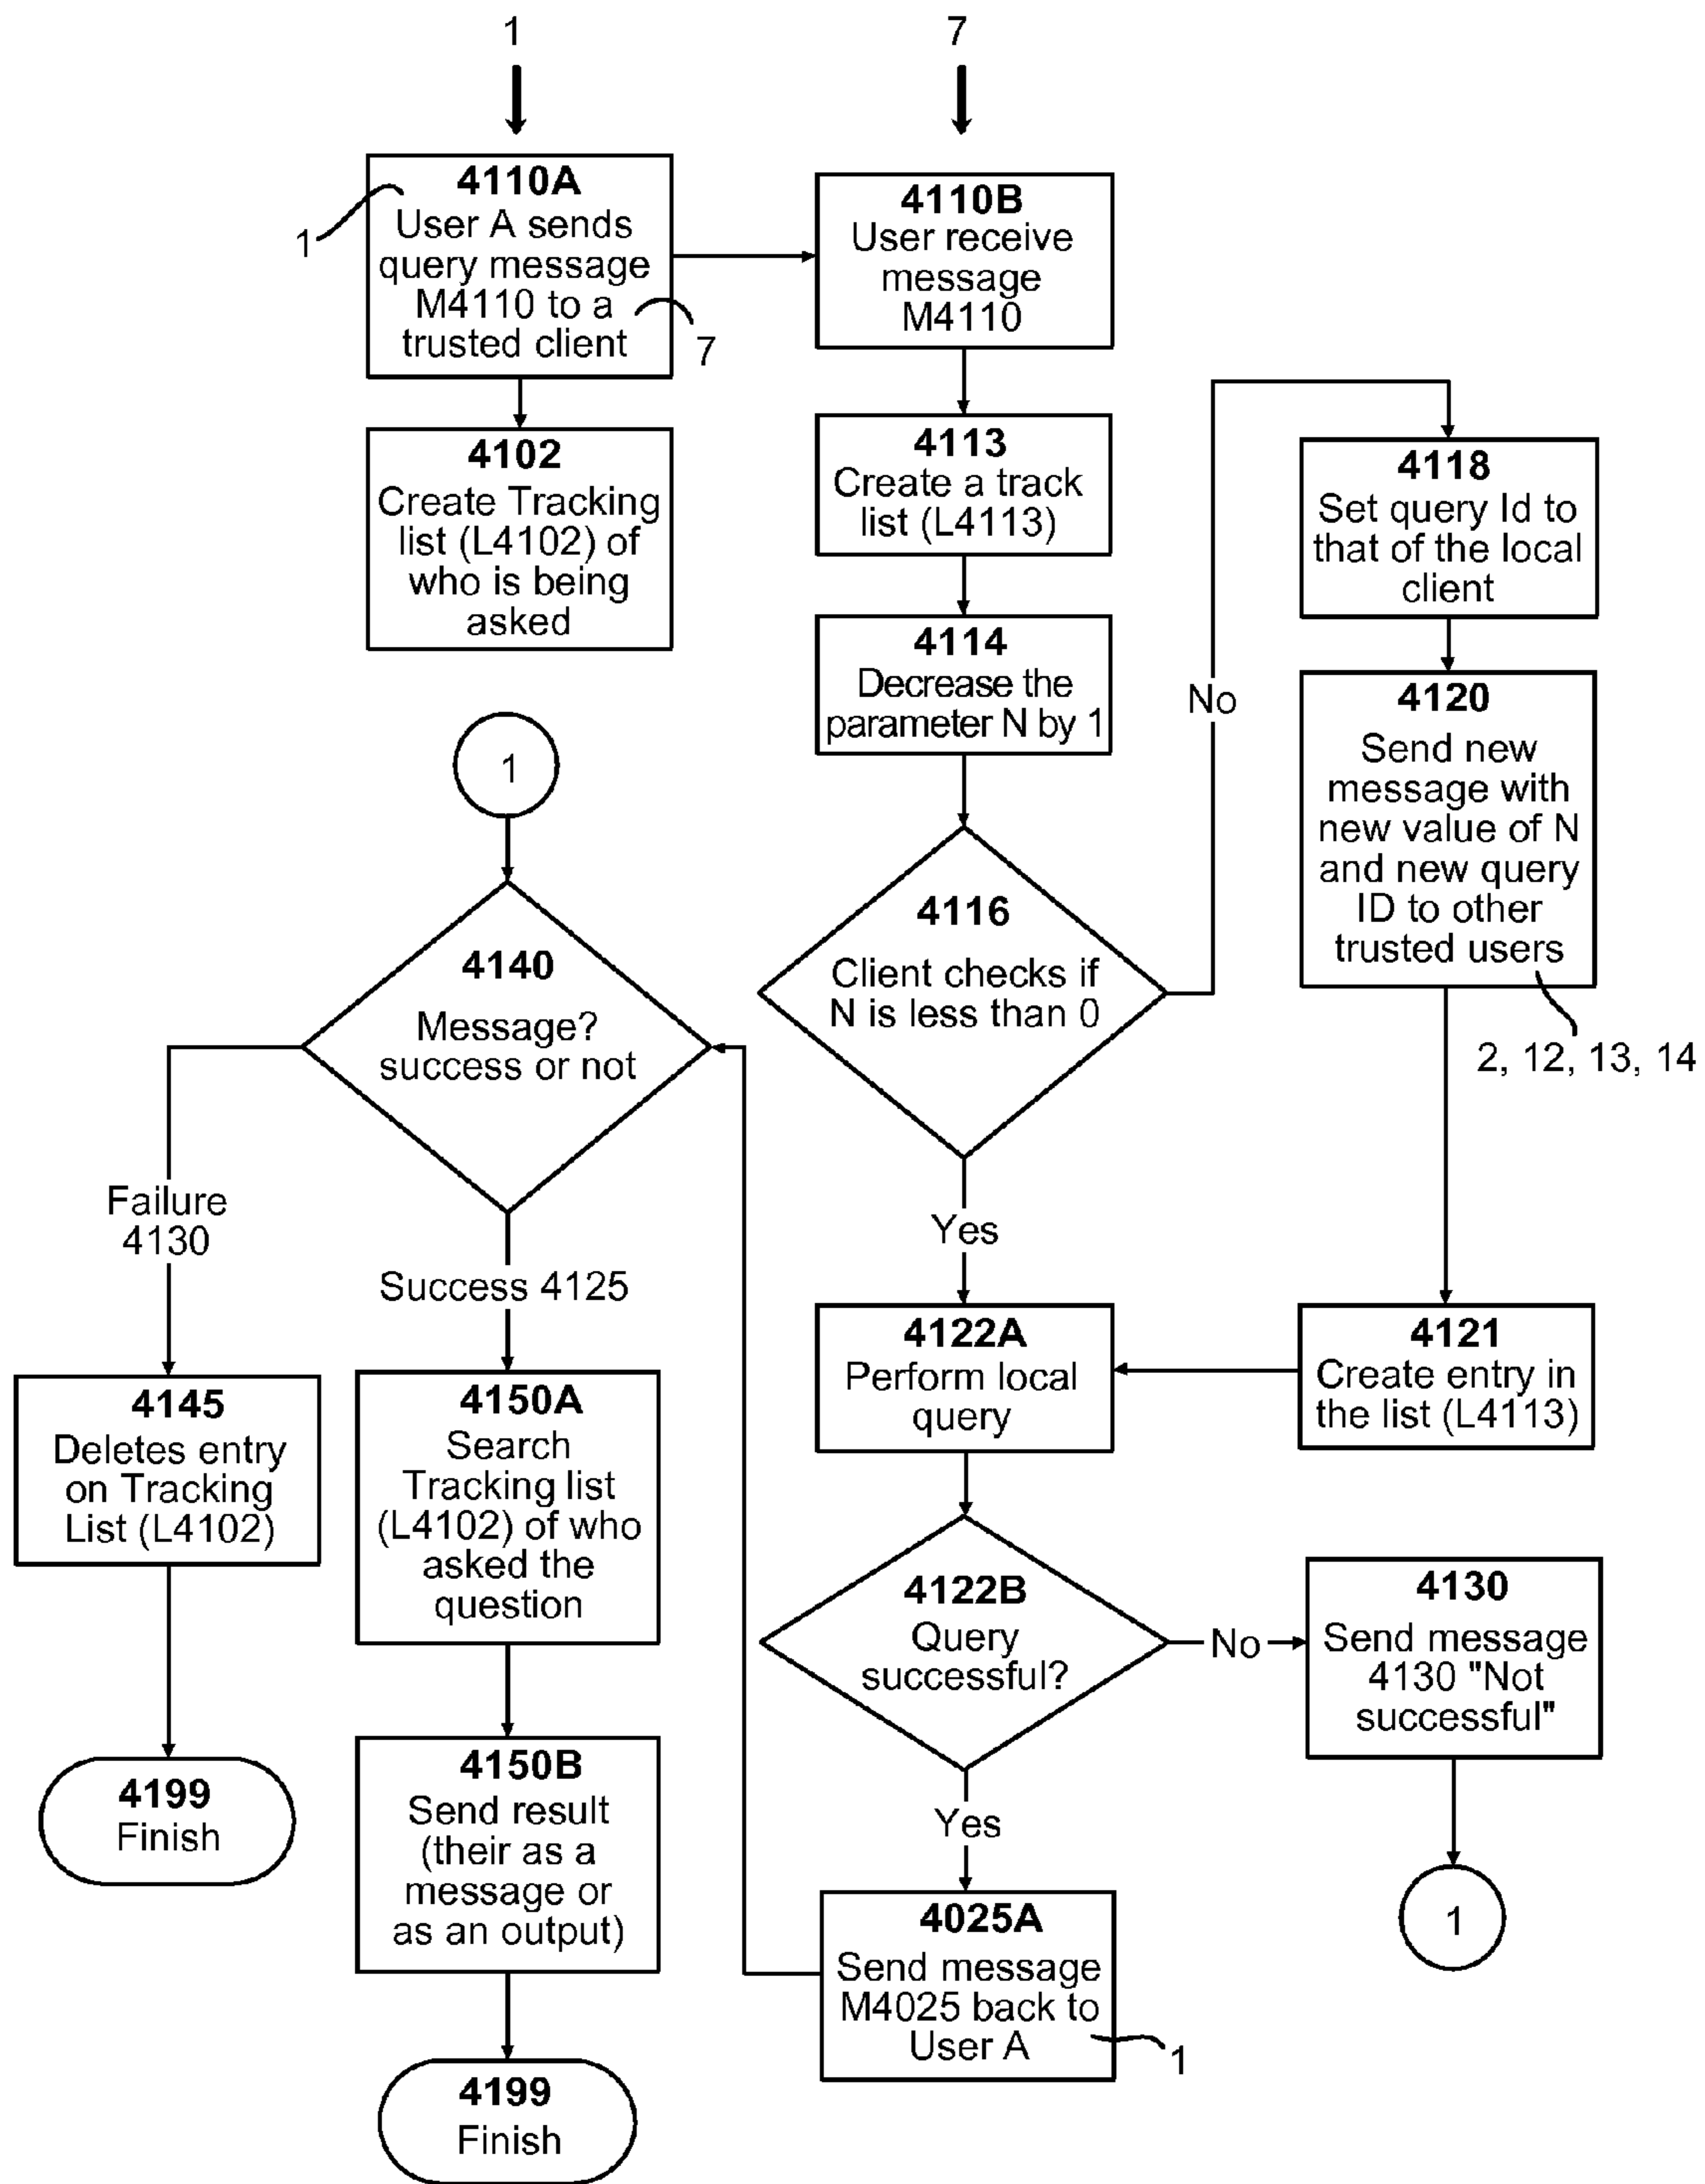 1
7
4110A
User A sends
query message
M4110 to a
trusted client
1
7
4110B
User receive
message
M4110
4102
Create Tracking
list (L4102) of
who is being
asked
4113
Create a track
list (L4113)
4114
Decrease the
parameter N by 1
4118
Set query Id to
that of the local
client
No
4120
Send new
message with
new value of N
and new query
ID to other
trusted users
2, 12, 13, 14
1
4116
Client checks if
N is less than 0
4140
Message?
success or not
Failure
4130
Success 4125
Yes
4122A
Perform local
query
4121
Create entry in
the list (L4113)
4145
Deletes entry
on Tracking
List (L4102)
4150A
Search
Tracking list
(L4102) of who
asked the
question
4122B
Query
successful?
No
4130
Send message
4130 "Not
successful"
4199
Finish
4150B
Send result
(their as a
message or
as an output)
Yes
4025A
Send message
M4025 back to
User A
1
1
4199
Finish